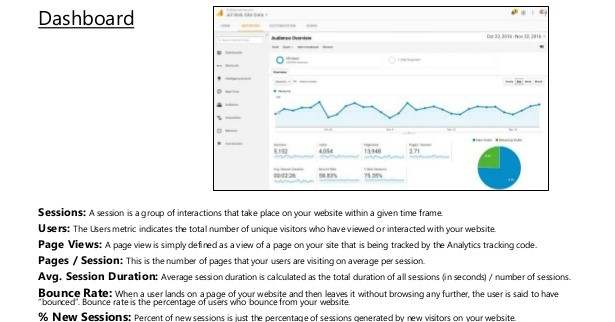 Dashboard
Audience Overview
Oct 23, 2016 - Nov 22, 2016
5,152
4,054
13,948
2.71
00:02:26
58.83%
75.35%
Sessions: A session is a group of interactions that take place on your website within a given time frame.
Users: The Users metric indicates the total number of unique visitors who have viewed or interacted with your website.
Page Views: A page view is simply defined as a view of a page on your site that is being tracked by the Analytics tracking code.
Pages / Session: This is the number of pages that your users are visiting on average per session.
Avg. Session Duration: Average session duration is calculated as the total duration of all sessions (in seconds) / number of sessions.
Bounce Rate: When a user lands on a page of your website and then leaves it without browsing any further, the user is said to have
"bounced". Bounce rate is the percentage of users who bounce from your website.
% New Sessions: Percent of new sessions is just the percentage of sessions generated by new visitors on your website.